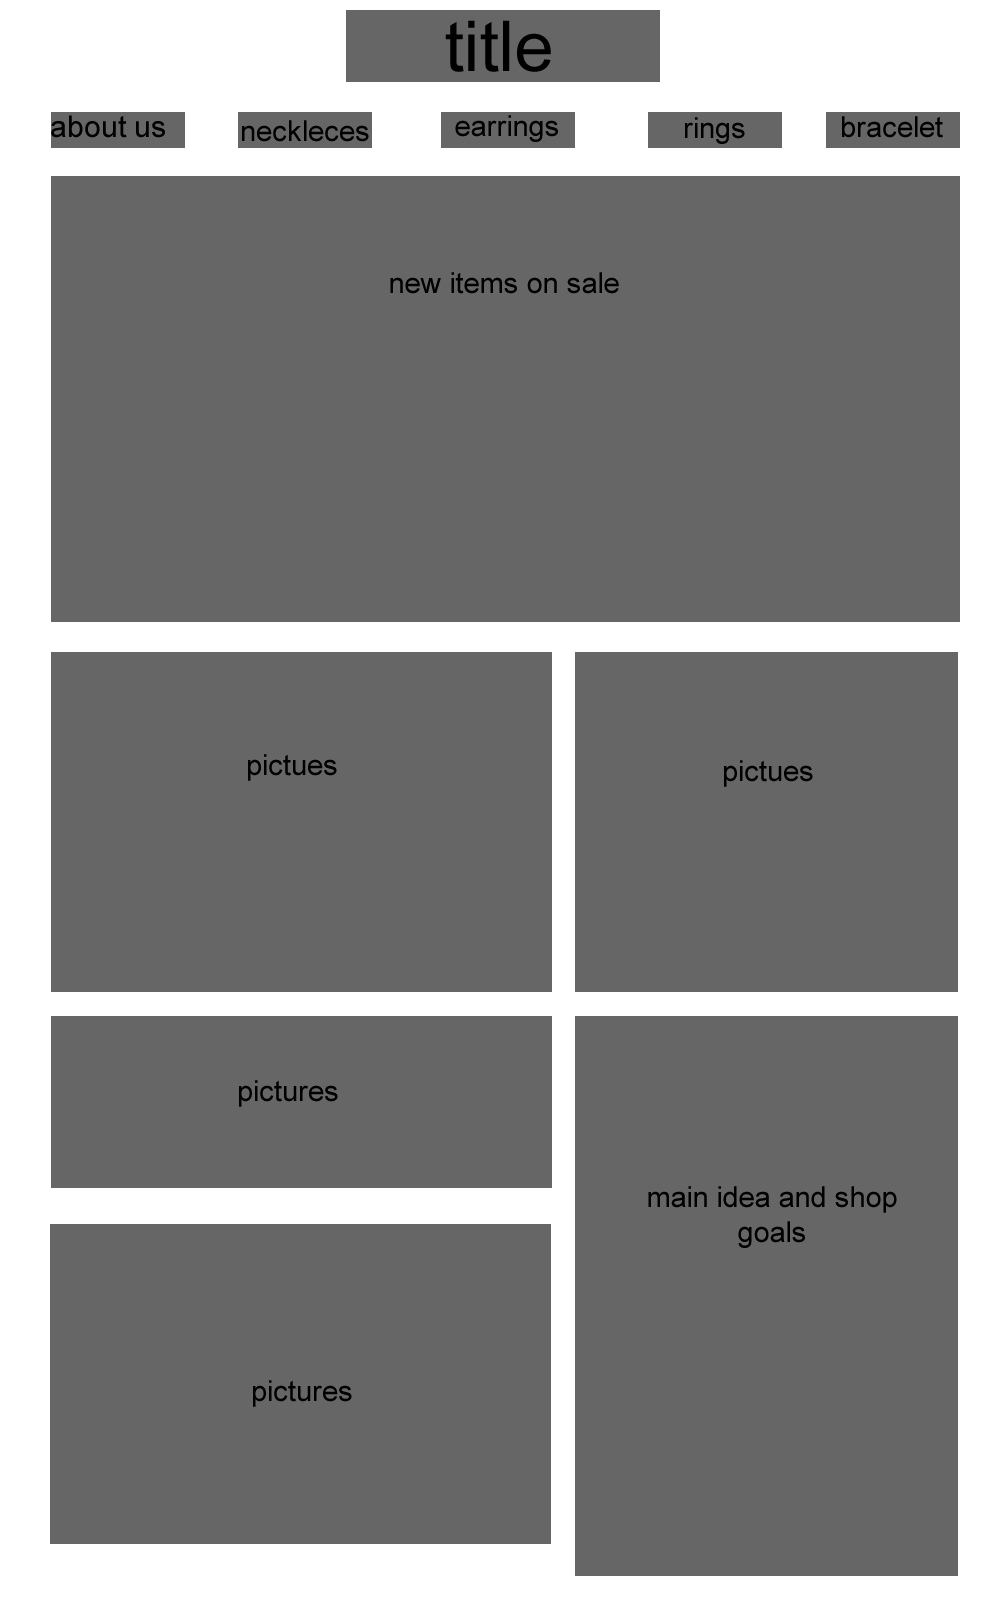 title
about us
neckleces
earrings
rings
bracelet
new items on sale
pictues
pictues
pictures
main idea and shop
goals
pictures